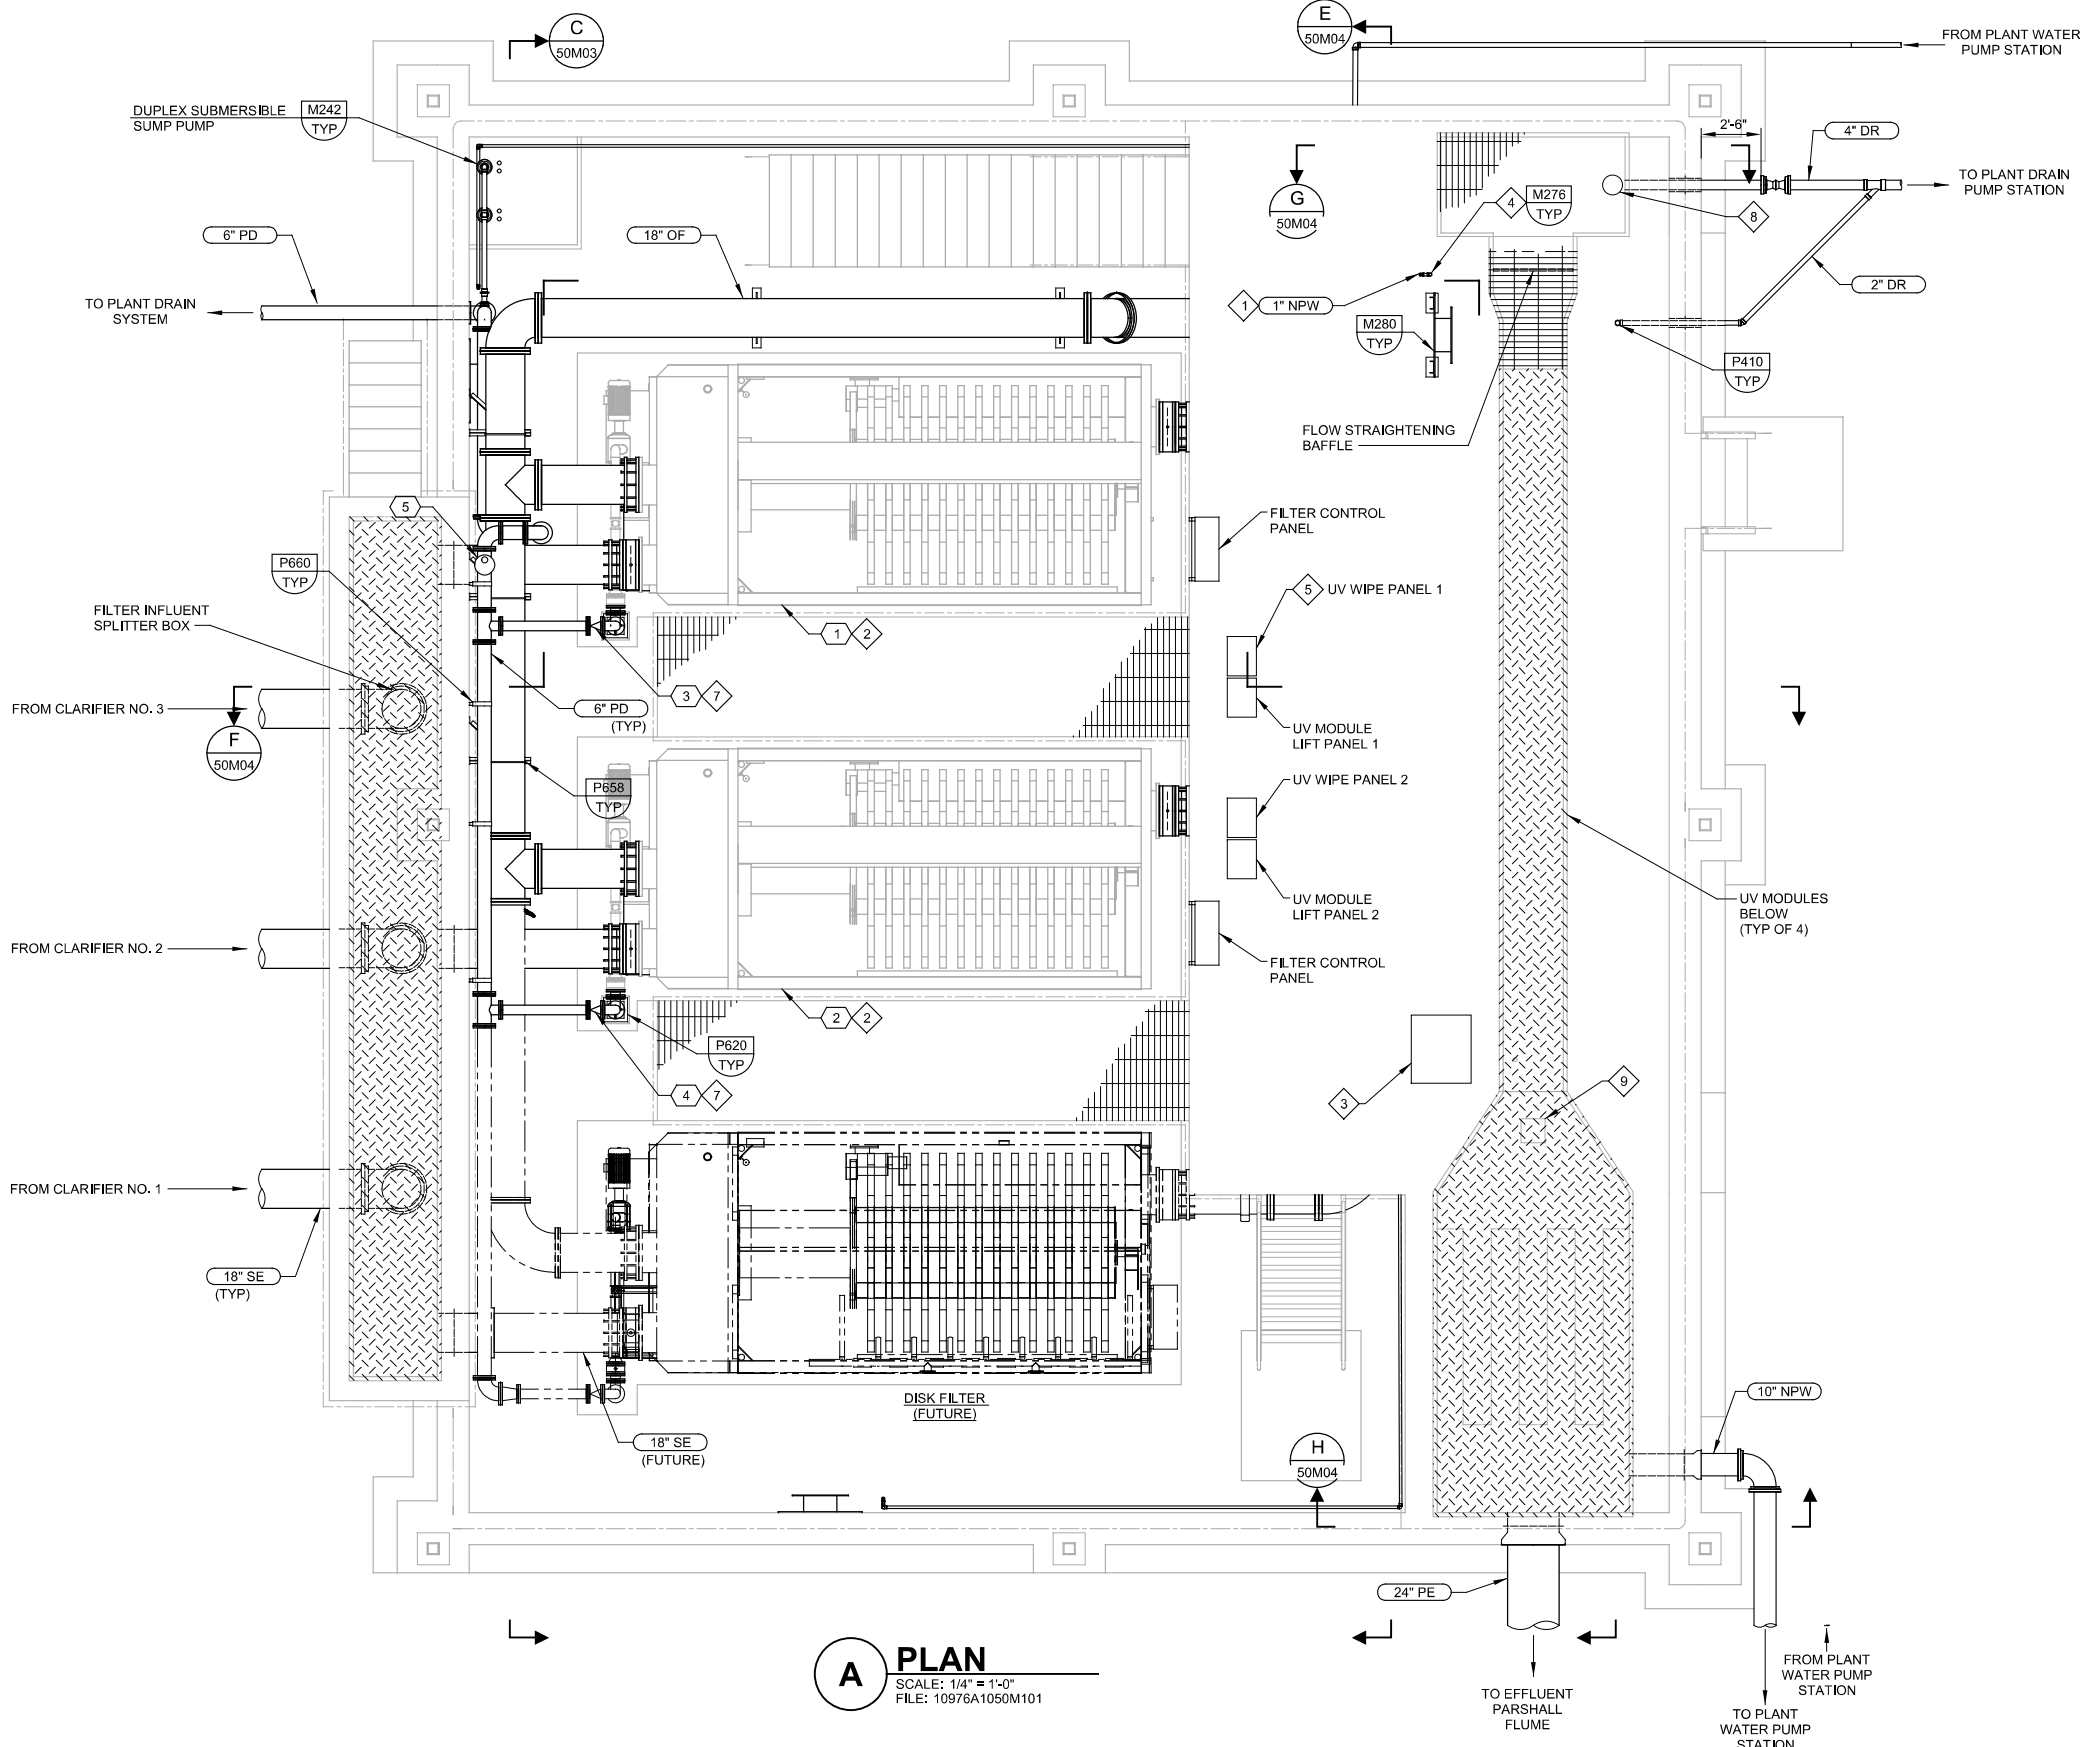 C
50M03
E
50M04
FROM PLANT WATER
PUMP STATION
DUPLEX SUBMERSIBLE
SUMP PUMP
M242
TYP
2'-6"
4" DR
TO PLANT DRAIN
PUMP STATION
G
50M04
4
M276
TYP
8
6" PD
18" OF
TO PLANT DRAIN
SYSTEM
1
1" NPW
2" DR
M280
TYP
P410
TYP
FLOW STRAIGHTENING
BAFFLE
5
FILTER CONTROL
PANEL
P660
TYP
5
UV WIPE PANEL 1
FILTER INFLUENT
SPLITTER BOX
1
2
3
7
6" PD
(TYP)
FROM CLARIFIER NO. 3
F
50M04
UV MODULE
LIFT PANEL 1
P658
TYP
UV WIPE PANEL 2
UV MODULE
LIFT PANEL 2
UV MODULES
BELOW
(TYP OF 4)
FROM CLARIFIER NO. 2
FILTER CONTROL
PANEL
2
2
P620
TYP
4
7
3
9
FROM CLARIFIER NO. 1
18" SE
(TYP)
DISK FILTER
(FUTURE)
10" NPW
18" SE
(FUTURE)
H
50M04
24" PE
A
PLAN
SCALE: 1/4" = 1'-0"
FILE: 10976A1050M101
TO EFFLUENT
PARSHALL
FLUME
FROM PLANT
WATER PUMP
STATION
TO PLANT
WATER PUMP
STATION